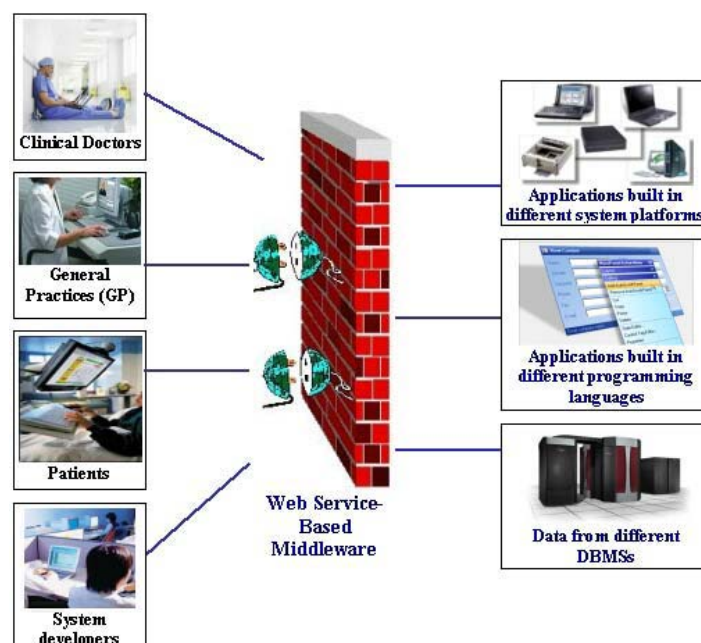 Clinical Doctors
General
Practices (GP)
Patients
System
developers
Web Service-
Based
Middleware
Applications built in
different system platforms
Applications built in
different programming
languages
Data from different
DBMSs